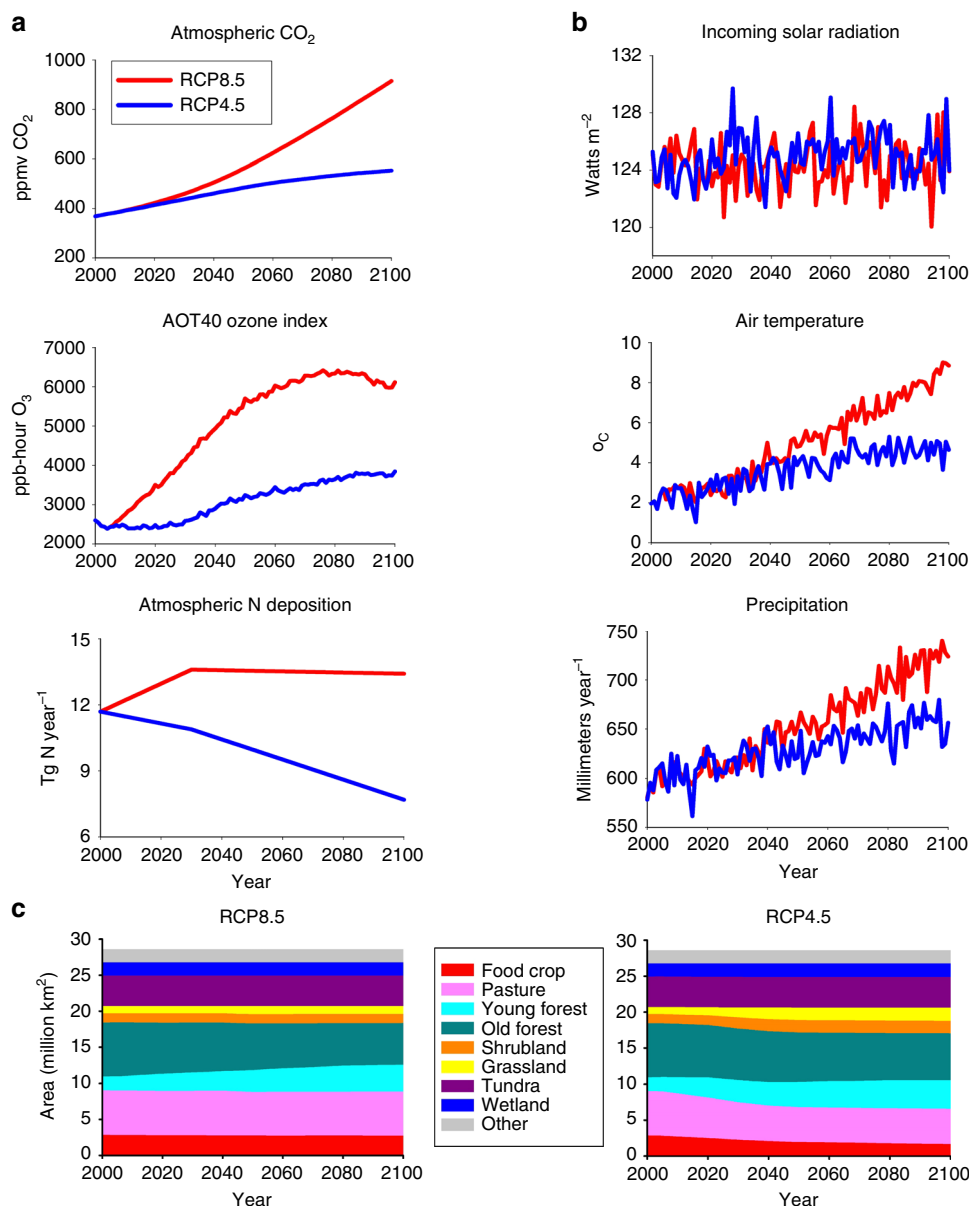 a
Atmospheric CO₂
1000
800
600
400
200
ppmv CO₂
RCP8.5
RCP4.5
2000 2020 2040 2060 2080 2100
AOT40 ozone index
7000
6000
5000
4000
3000
2000
ppb-hour O₃
2000 2020 2040 2060 2080 2100
Atmospheric N deposition
15
12
9
6
Tg N year⁻¹
2000 2020 2040 2060 2080 2100
Year
b
Incoming solar radiation
132
128
124
120
Watts m⁻²
2000 2020 2040 2060 2080 2100
Air temperature
10
8
6
4
2
0
oC
2000 2020 2040 2060 2080 2100
Precipitation
750
700
650
600
550
Millimeters year⁻¹
2000 2020 2040 2060 2080 2100
Year
c
RCP8.5
30
25
20
15
10
5
0
Area (million km²)
2000 2020 2040 2060 2080 2100
Year
Food crop
Pasture
Young forest
Old forest
Shrubland
Grassland
Tundra
Wetland
Other
RCP4.5
30
25
20
15
10
5
0
2000 2020 2040 2060 2080 2100
Year